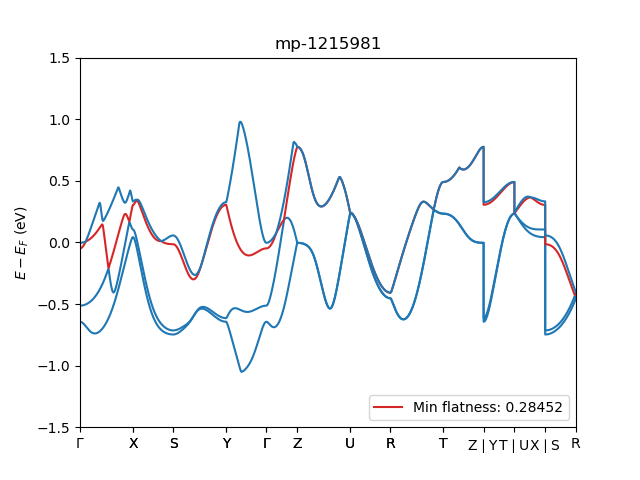 mp-1215981
E − E_F (eV)
1.5
1.0
0.5
0.0
−0.5
−1.0
−1.5
Min flatness: 0.28452
Γ X S Y Γ Z U R T Z | Y T | U X | S R